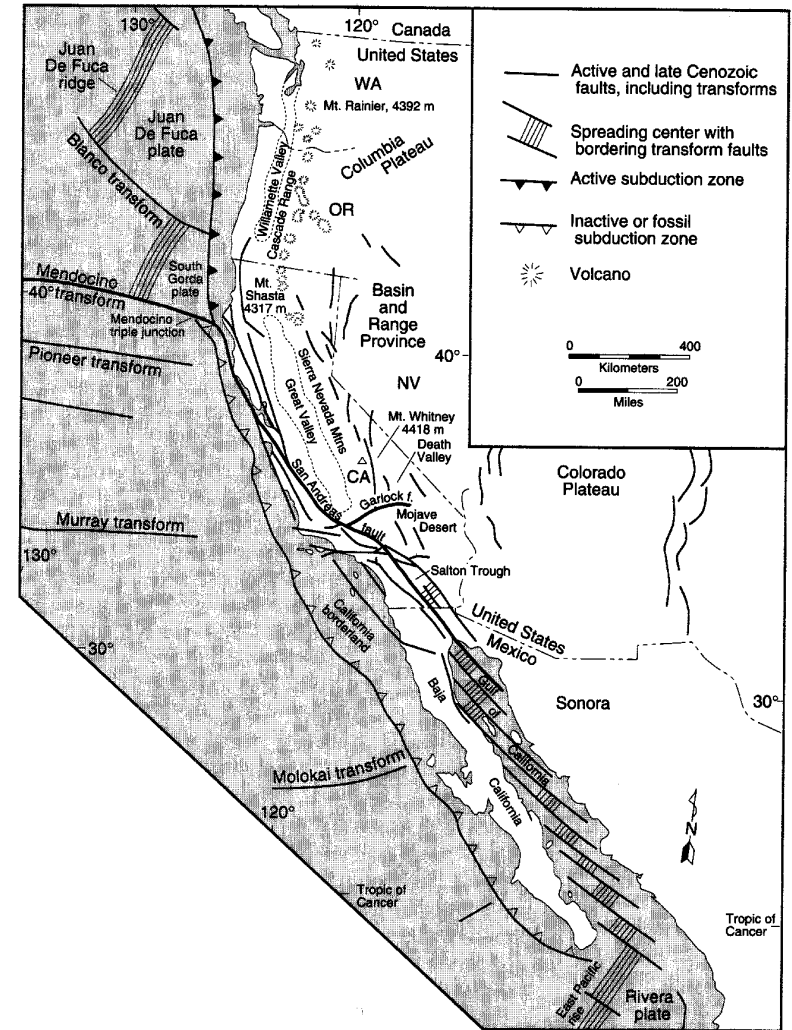 130°
120°
Canada
United States
Juan
De Fuca
ridge
WA
Mt. Rainier, 4392 m
Juan
De Fuca
plate
Columbia
Plateau
Blanco transform
Willamette Valley
Cascade Range
OR
South
Gorda
plate
Mendocino
transform
40°
Mt.
Shasta
4317 m
Mendocino
triple junction
Basin
and
Range
Province
Pioneer transform
40°
Sierra Nevada Mtns
Great Valley
NV
Mt. Whitney
4418 m
Death
Valley
CA
San Andreas
fault
Garlock f.
Mojave
Desert
Colorado
Plateau
Murray transform
130°
Salton Trough
California
borderland
United States
Mexico
30°
Baja
California
Gulf
of
California
Sonora
30°
Molokai transform
120°
N
Tropic of
Cancer
Tropic of
Cancer
East Pacific
rise
Rivera
plate
Active and late Cenozoic
faults, including transforms
Spreading center with
bordering transform faults
Active subduction zone
Inactive or fossil
subduction zone
Volcano
0 400
Kilometers
0 200
Miles